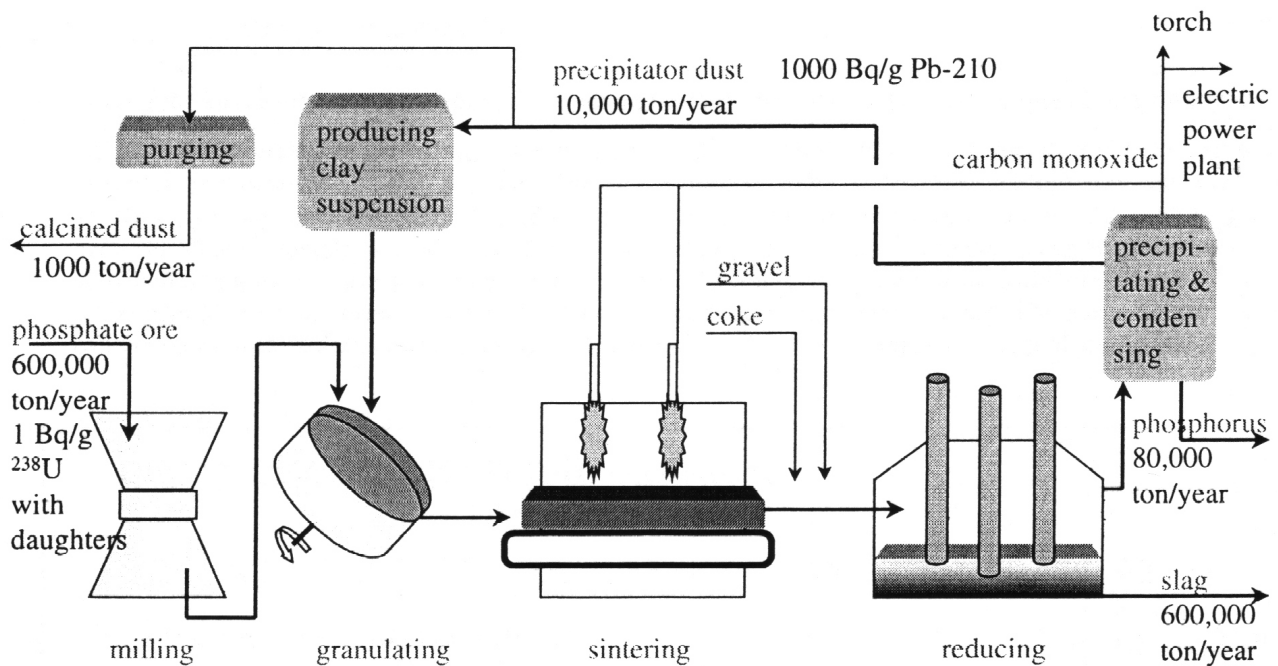 torch
precipitator dust 1000 Bq/g Pb-210
10,000 ton/year
electric
power
plant
purging
producing
clay
suspension
carbon monoxide
calcined dust
1000 ton/year
gravel
coke
precipi-
tating &
conden
sing
phosphate ore
600,000
ton/year
1 Bq/g
²³⁸U
with
daughters
phosphorus
80,000
ton/year
slag
600,000
ton/year
milling
granulating
sintering
reducing